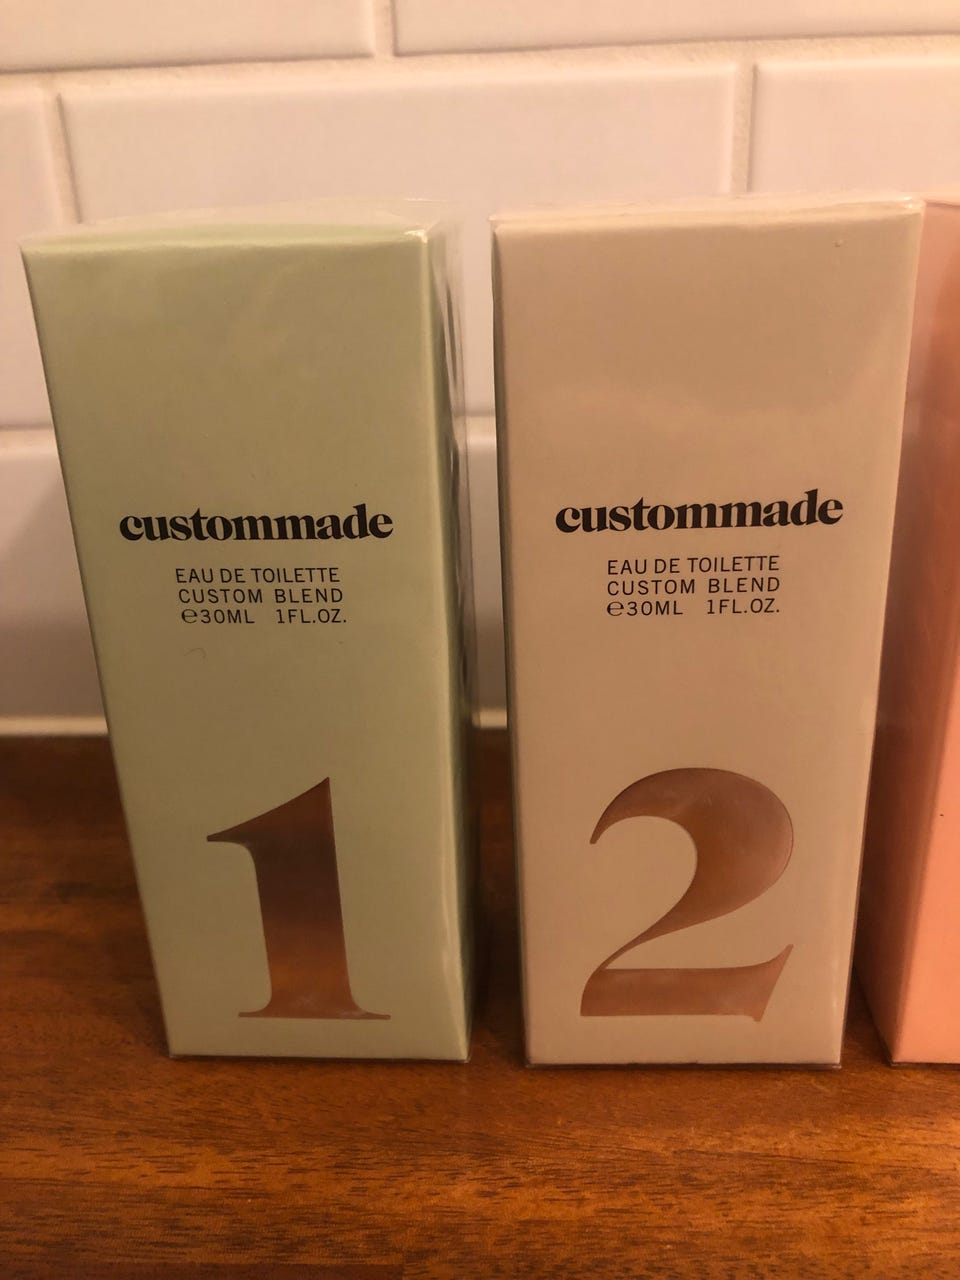 custommade
EAU DE TOILETTE
CUSTOM BLEND
℮30ML 1FL.OZ.
1
custommade
EAU DE TOILETTE
CUSTOM BLEND
℮30ML 1FL.OZ.
2